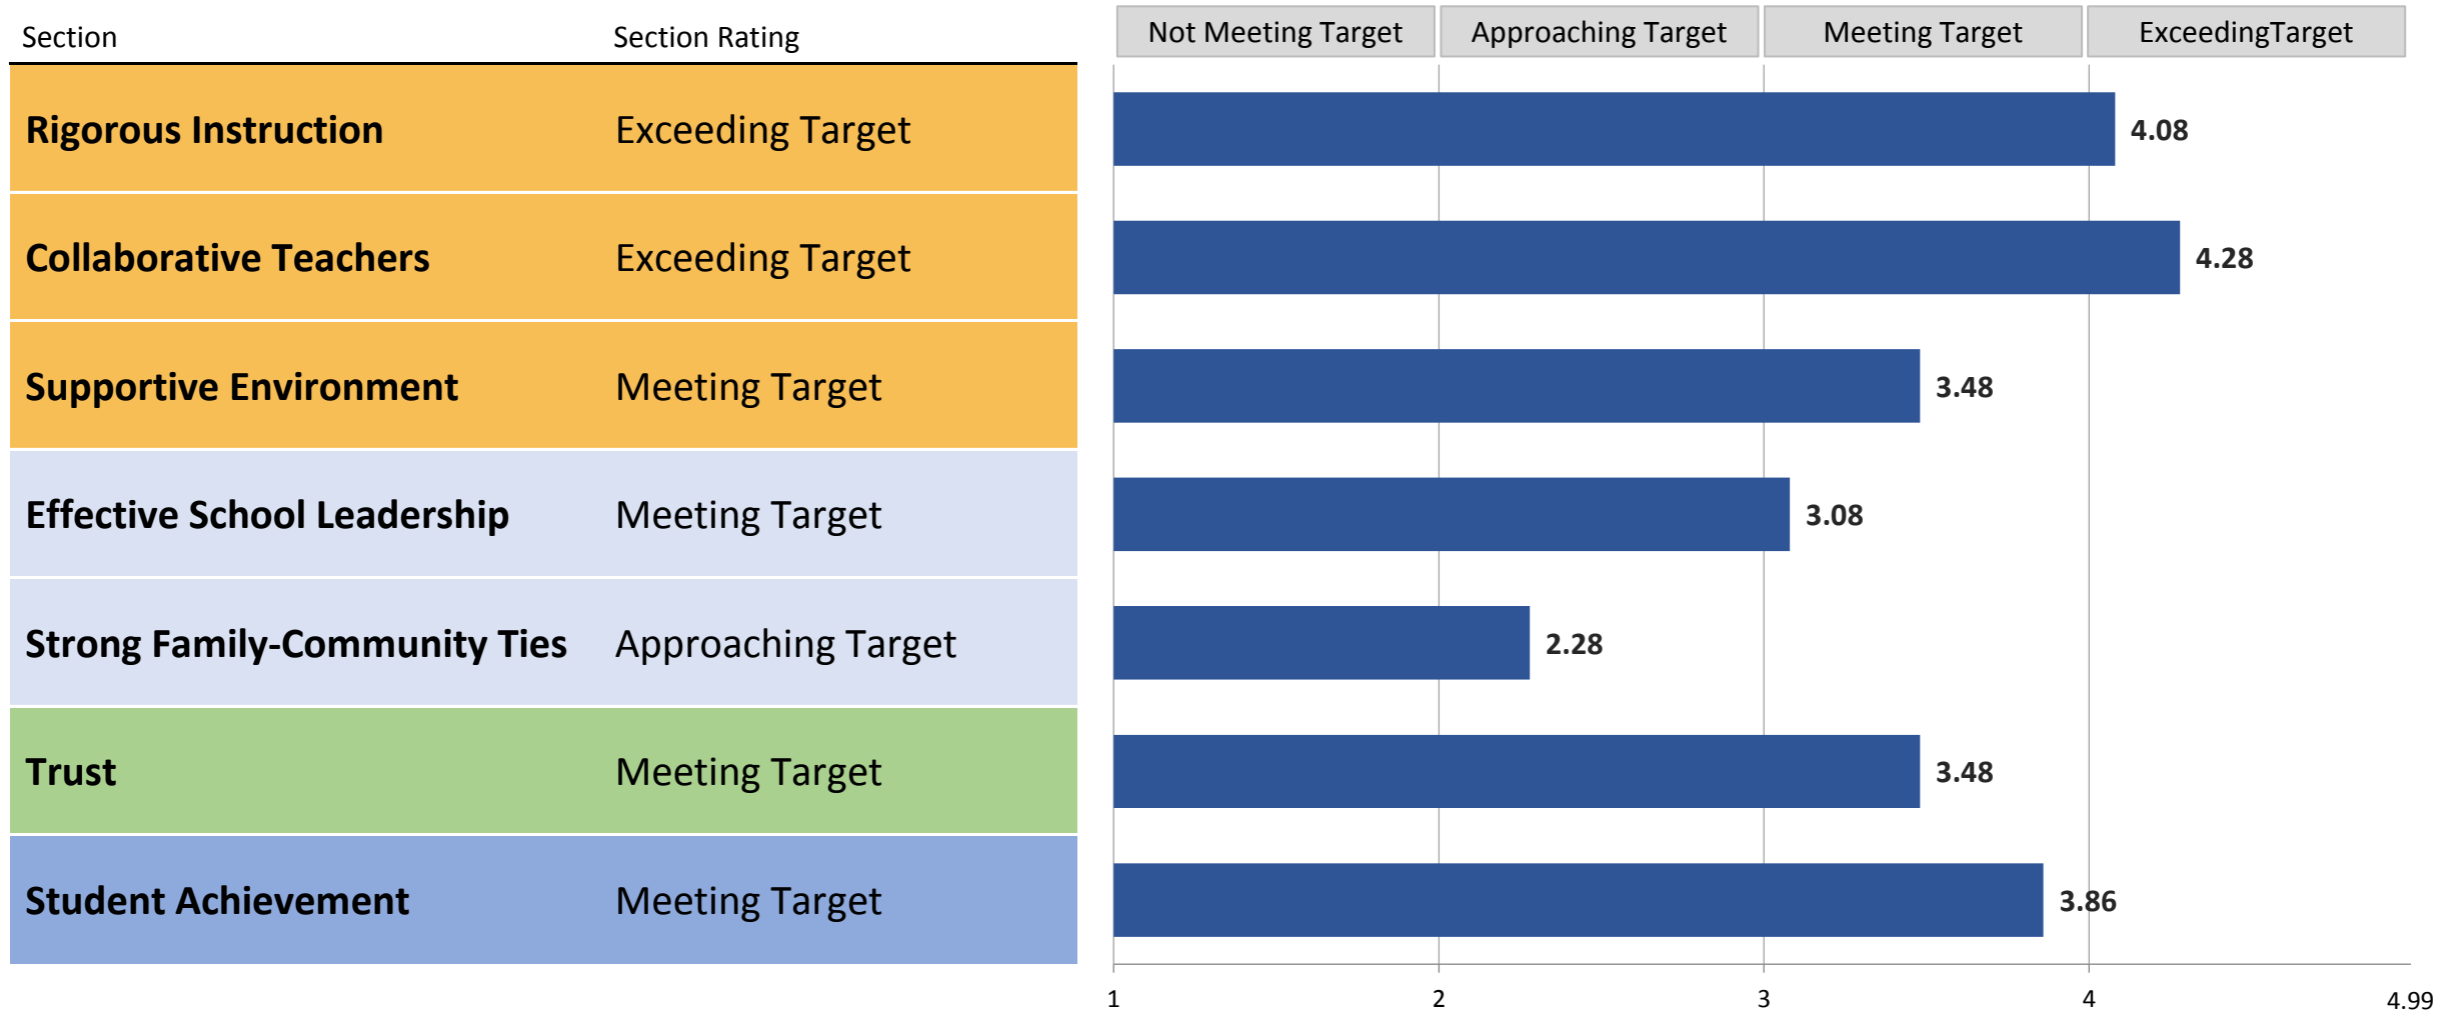 Section Section Rating Not Meeting Target Approaching Target Meeting Target ExceedingTarget
Rigorous Instruction Exceeding Target 4.08
Collaborative Teachers Exceeding Target 4.28
Supportive Environment Meeting Target 3.48
Effective School Leadership Meeting Target 3.08
Strong Family-Community Ties Approaching Target 2.28
Trust Meeting Target 3.48
Student Achievement Meeting Target 3.86
1 2 3 4 4.99